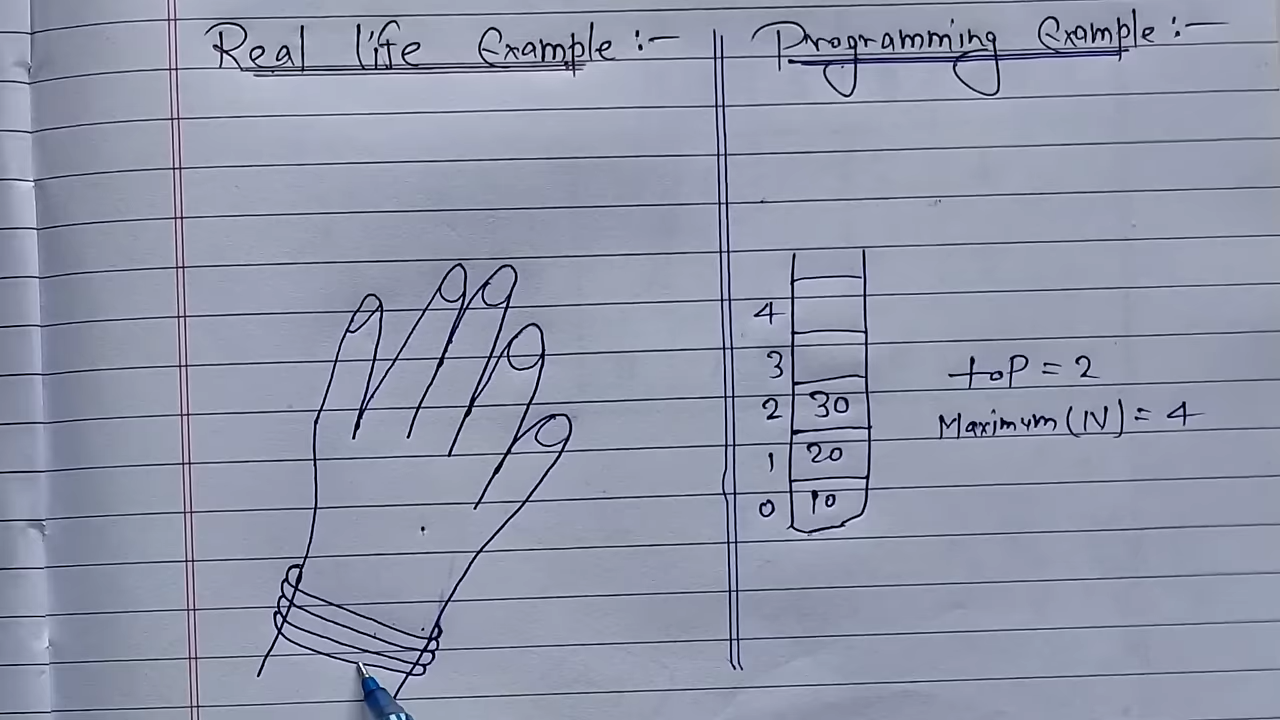 Real life Example :-
Programming Example :-
4
3
2 30
1 20
0 10
top = 2
Maximum (N) = 4